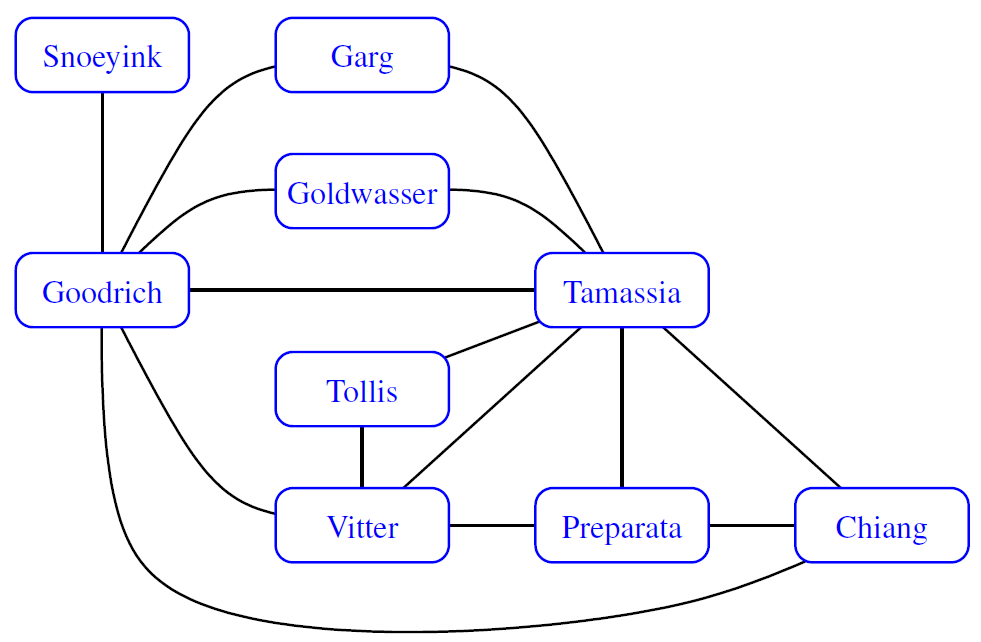 Snoeyink
Garg
Goldwasser
Goodrich
Tamassia
Tollis
Vitter
Preparata
Chiang